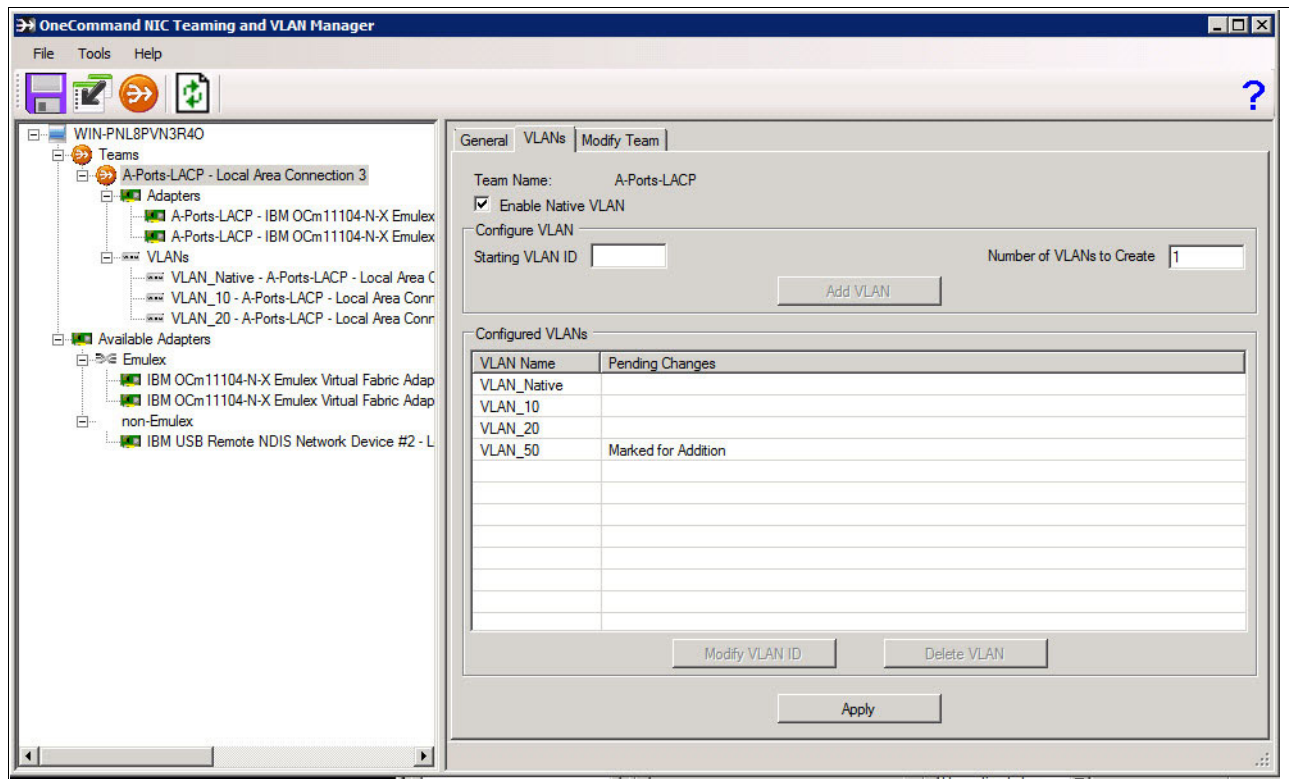 OneCommand NIC Teaming and VLAN Manager
File Tools Help
?
WIN-PNL8PVN3R4O
Teams
A-Ports-LACP - Local Area Connection 3
Adapters
A-Ports-LACP - IBM OCm11104-N-X Emulex
A-Ports-LACP - IBM OCm11104-N-X Emulex
VLANs
VLAN_Native - A-Ports-LACP - Local Area C
VLAN_10 - A-Ports-LACP - Local Area Conn
VLAN_20 - A-Ports-LACP - Local Area Conn
Available Adapters
Emulex
IBM OCm11104-N-X Emulex Virtual Fabric Adap
IBM OCm11104-N-X Emulex Virtual Fabric Adap
non-Emulex
IBM USB Remote NDIS Network Device #2 - L
General VLANs Modify Team
Team Name: A-Ports-LACP
Enable Native VLAN
Configure VLAN
Starting VLAN ID Number of VLANs to Create 1
Add VLAN
Configured VLANs
VLAN Name Pending Changes
VLAN_Native
VLAN_10
VLAN_20
VLAN_50 Marked for Addition
Modify VLAN ID Delete VLAN
Apply